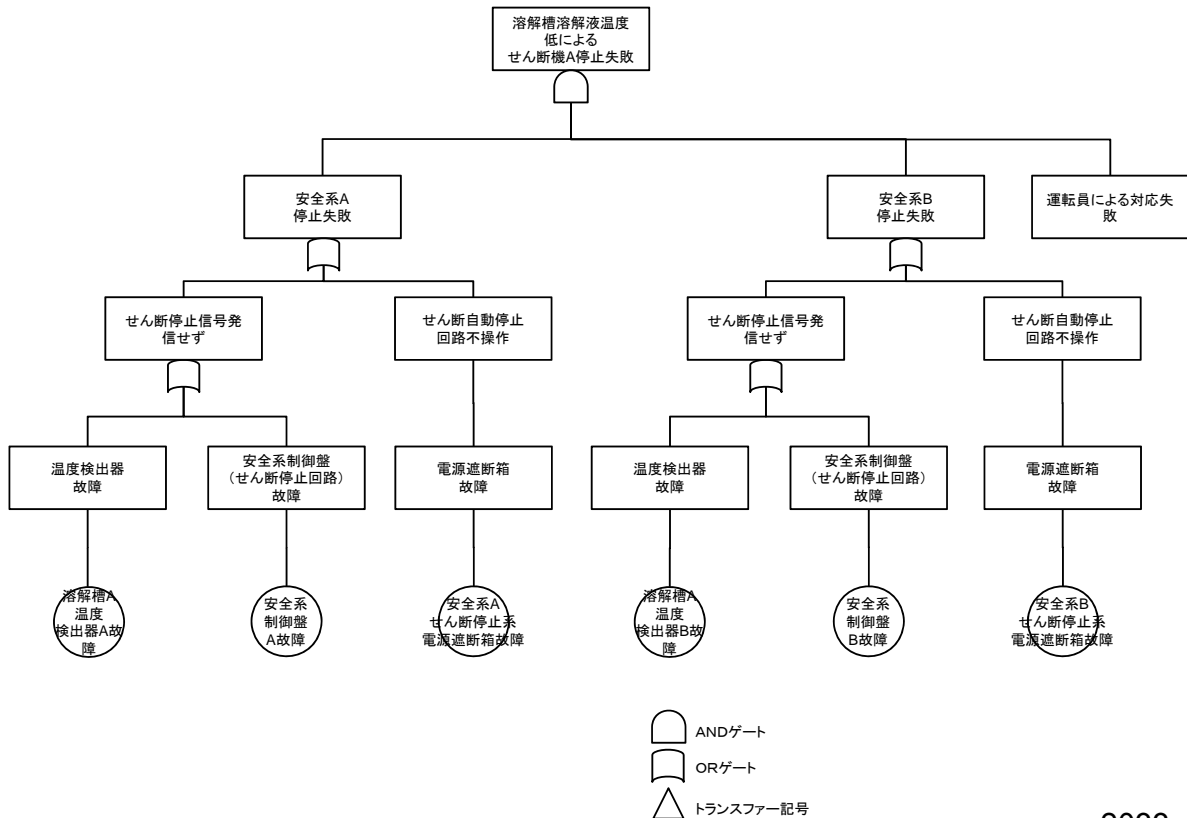 溶解槽溶解液温度
低による
せん断機A停止失敗
安全系A
停止失敗
安全系B
停止失敗
運転員による対応失
敗
せん断停止信号発
信せず
せん断自動停止
回路不操作
せん断停止信号発
信せず
せん断自動停止
回路不操作
温度検出器
故障
安全系制御盤
（せん断停止回路）
故障
電源遮断箱
故障
温度検出器
故障
安全系制御盤
（せん断停止回路）
故障
電源遮断箱
故障
溶解槽A
温度
検出器A故
障
安全系
制御盤
A故障
安全系A
せん断停止系
電源遮断箱故障
溶解槽A
温度
検出器B故
障
安全系
制御盤
B故障
安全系B
せん断停止系
電源遮断箱故障
ANDゲート
ORゲート
トランスファー記号